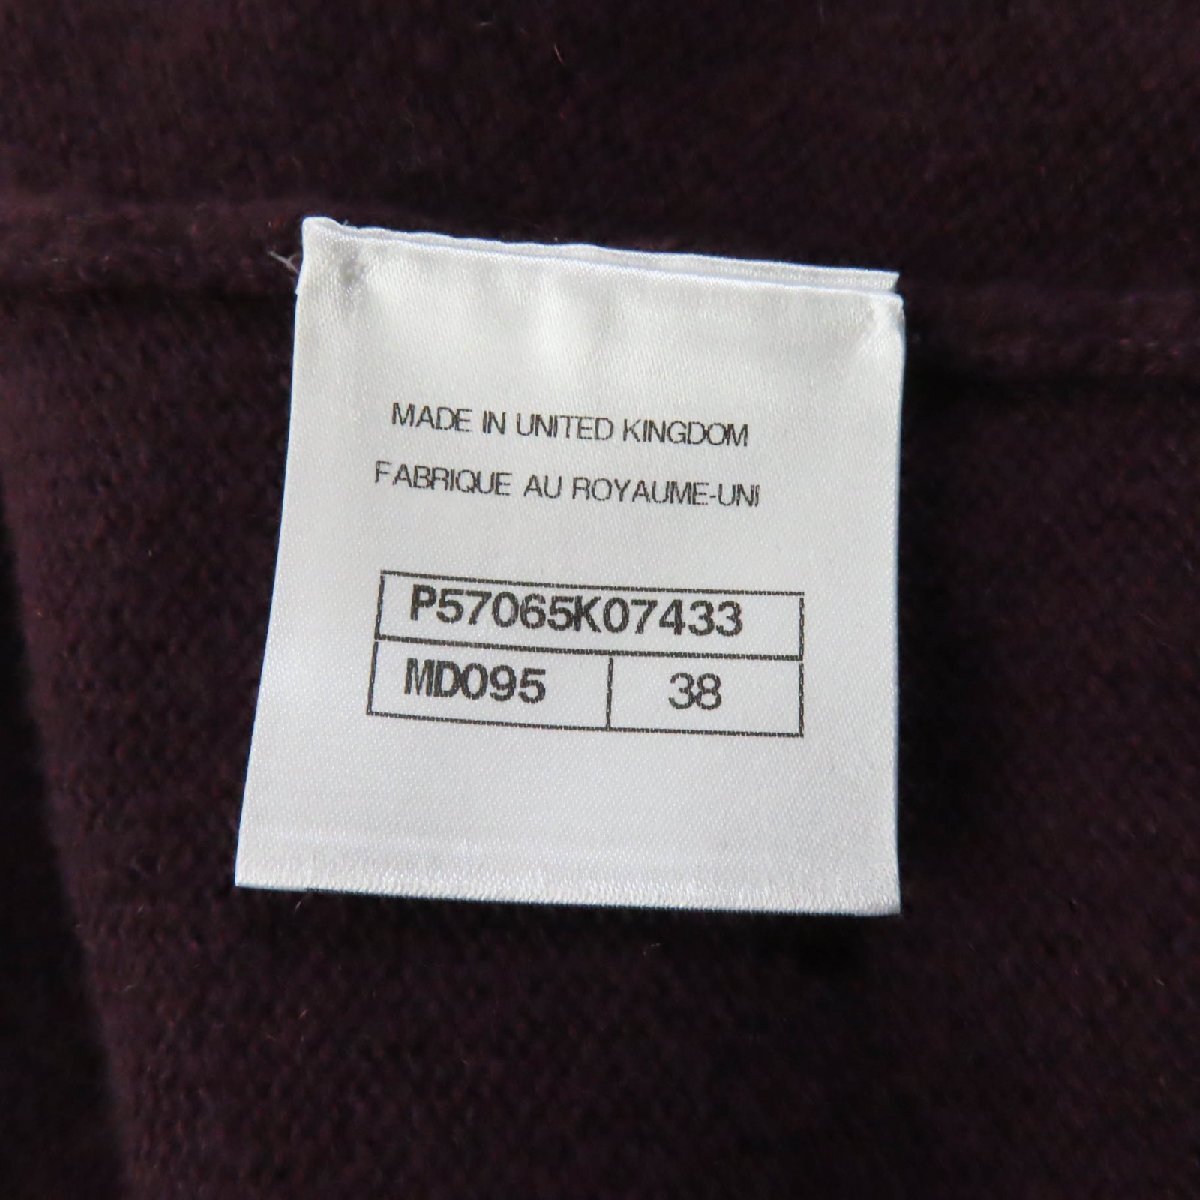 MADE IN UNITED KINGDOM
FABRIQUE AU ROYAUME-UNI
P57065K07433
MD095 38